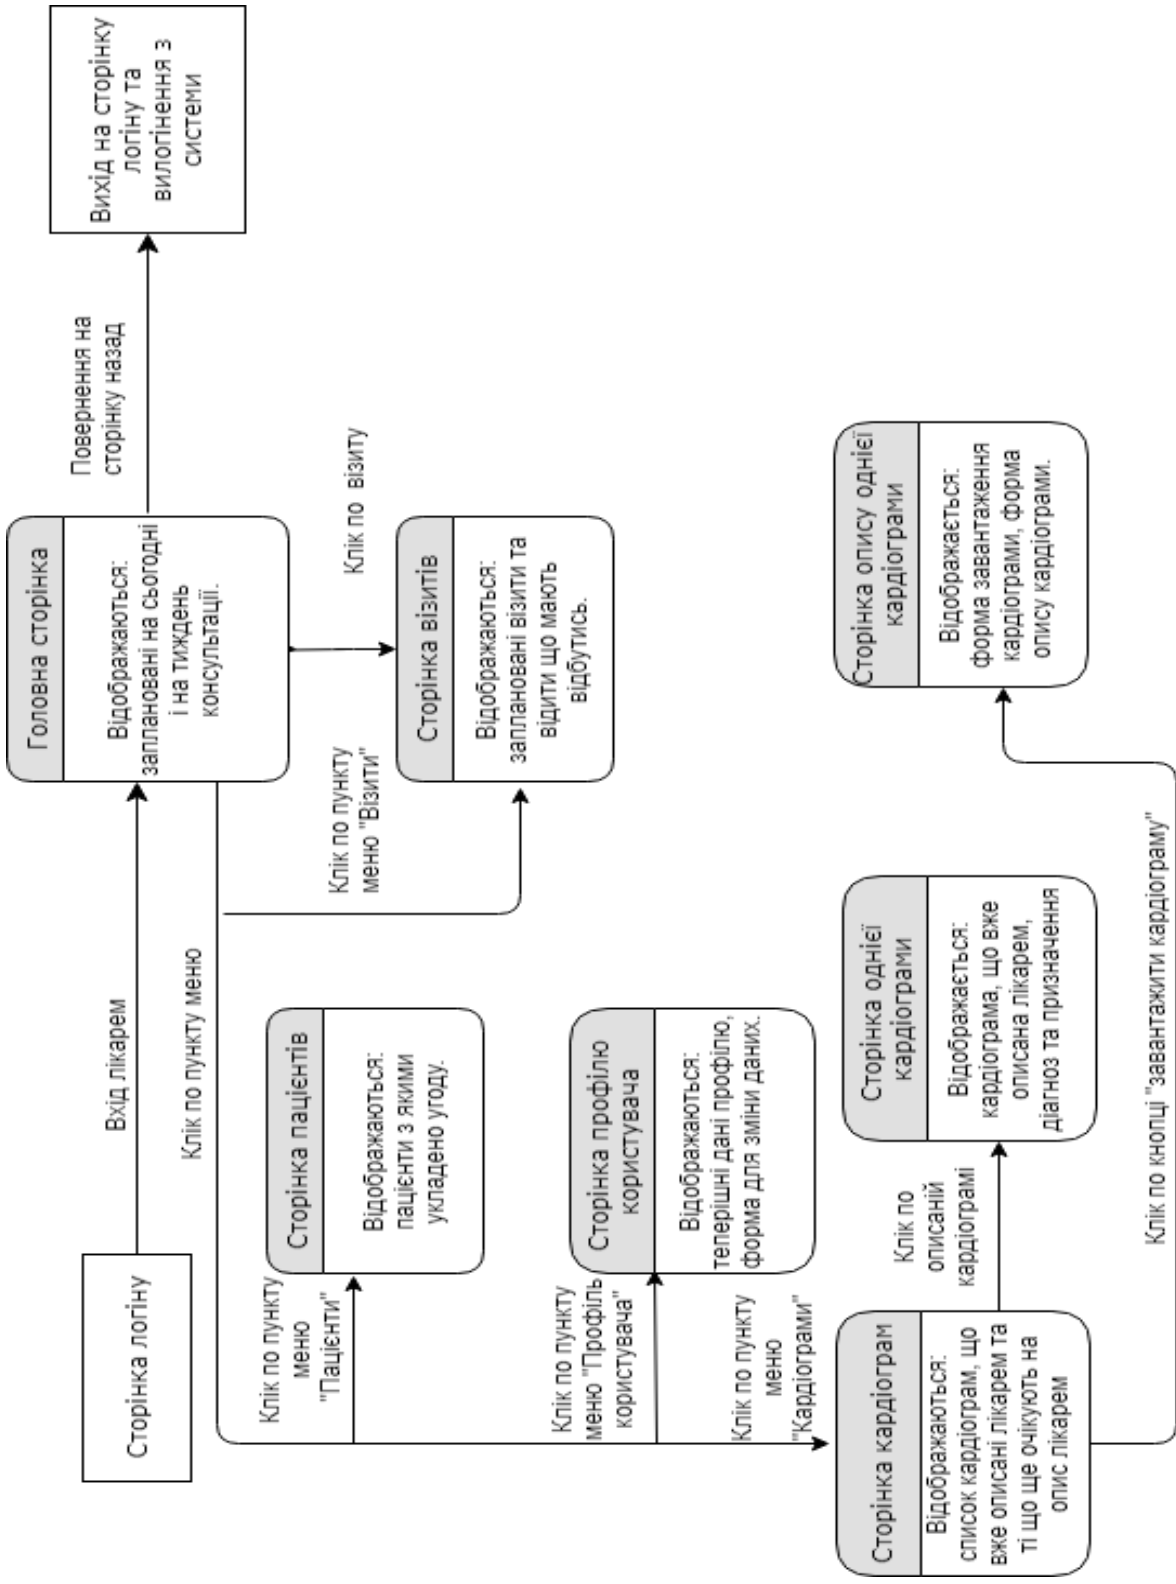 Сторінка логіну
Вхід лікарем
Головна сторінка
Відображаються:
заплановані на сьогодні
і на тиждень
консультації.
Повернення на
сторінку назад
Вихід на сторінку
логіну та
вилогінення з
системи
Клік по пункту меню
Клік по візиту
Клік по пункту
меню "Візити"
Сторінка візитів
Відображаються:
заплановані візити та
відити що мають
відбутись.
Клік по пункту
меню
"Пацієнти"
Сторінка пацієнтів
Відображаються:
пацієнти з якими
укладено угоду.
Клік по пункту
меню "Профіль
користувача"
Сторінка профілю
користувача
Відображаються:
теперішні дані профілю,
форма для зміни даних.
Клік по пункту
меню
"Кардіограми"
Сторінка кардіограм
Відображаються:
список кардіограм, що
вже описані лікарем та
ті що ще очікують на
опис лікарем
Клік по
описаній
кардіограмі
Сторінка однієї
кардіограми
Відображається:
кардіограма, що вже
описана лікарем,
діагноз та призначення
Клік по кнопці "завантажити кардіограму"
Сторінка опису однієї
кардіограми
Відображається:
форма завантаження
кардіограми, форма
опису кардіограми.